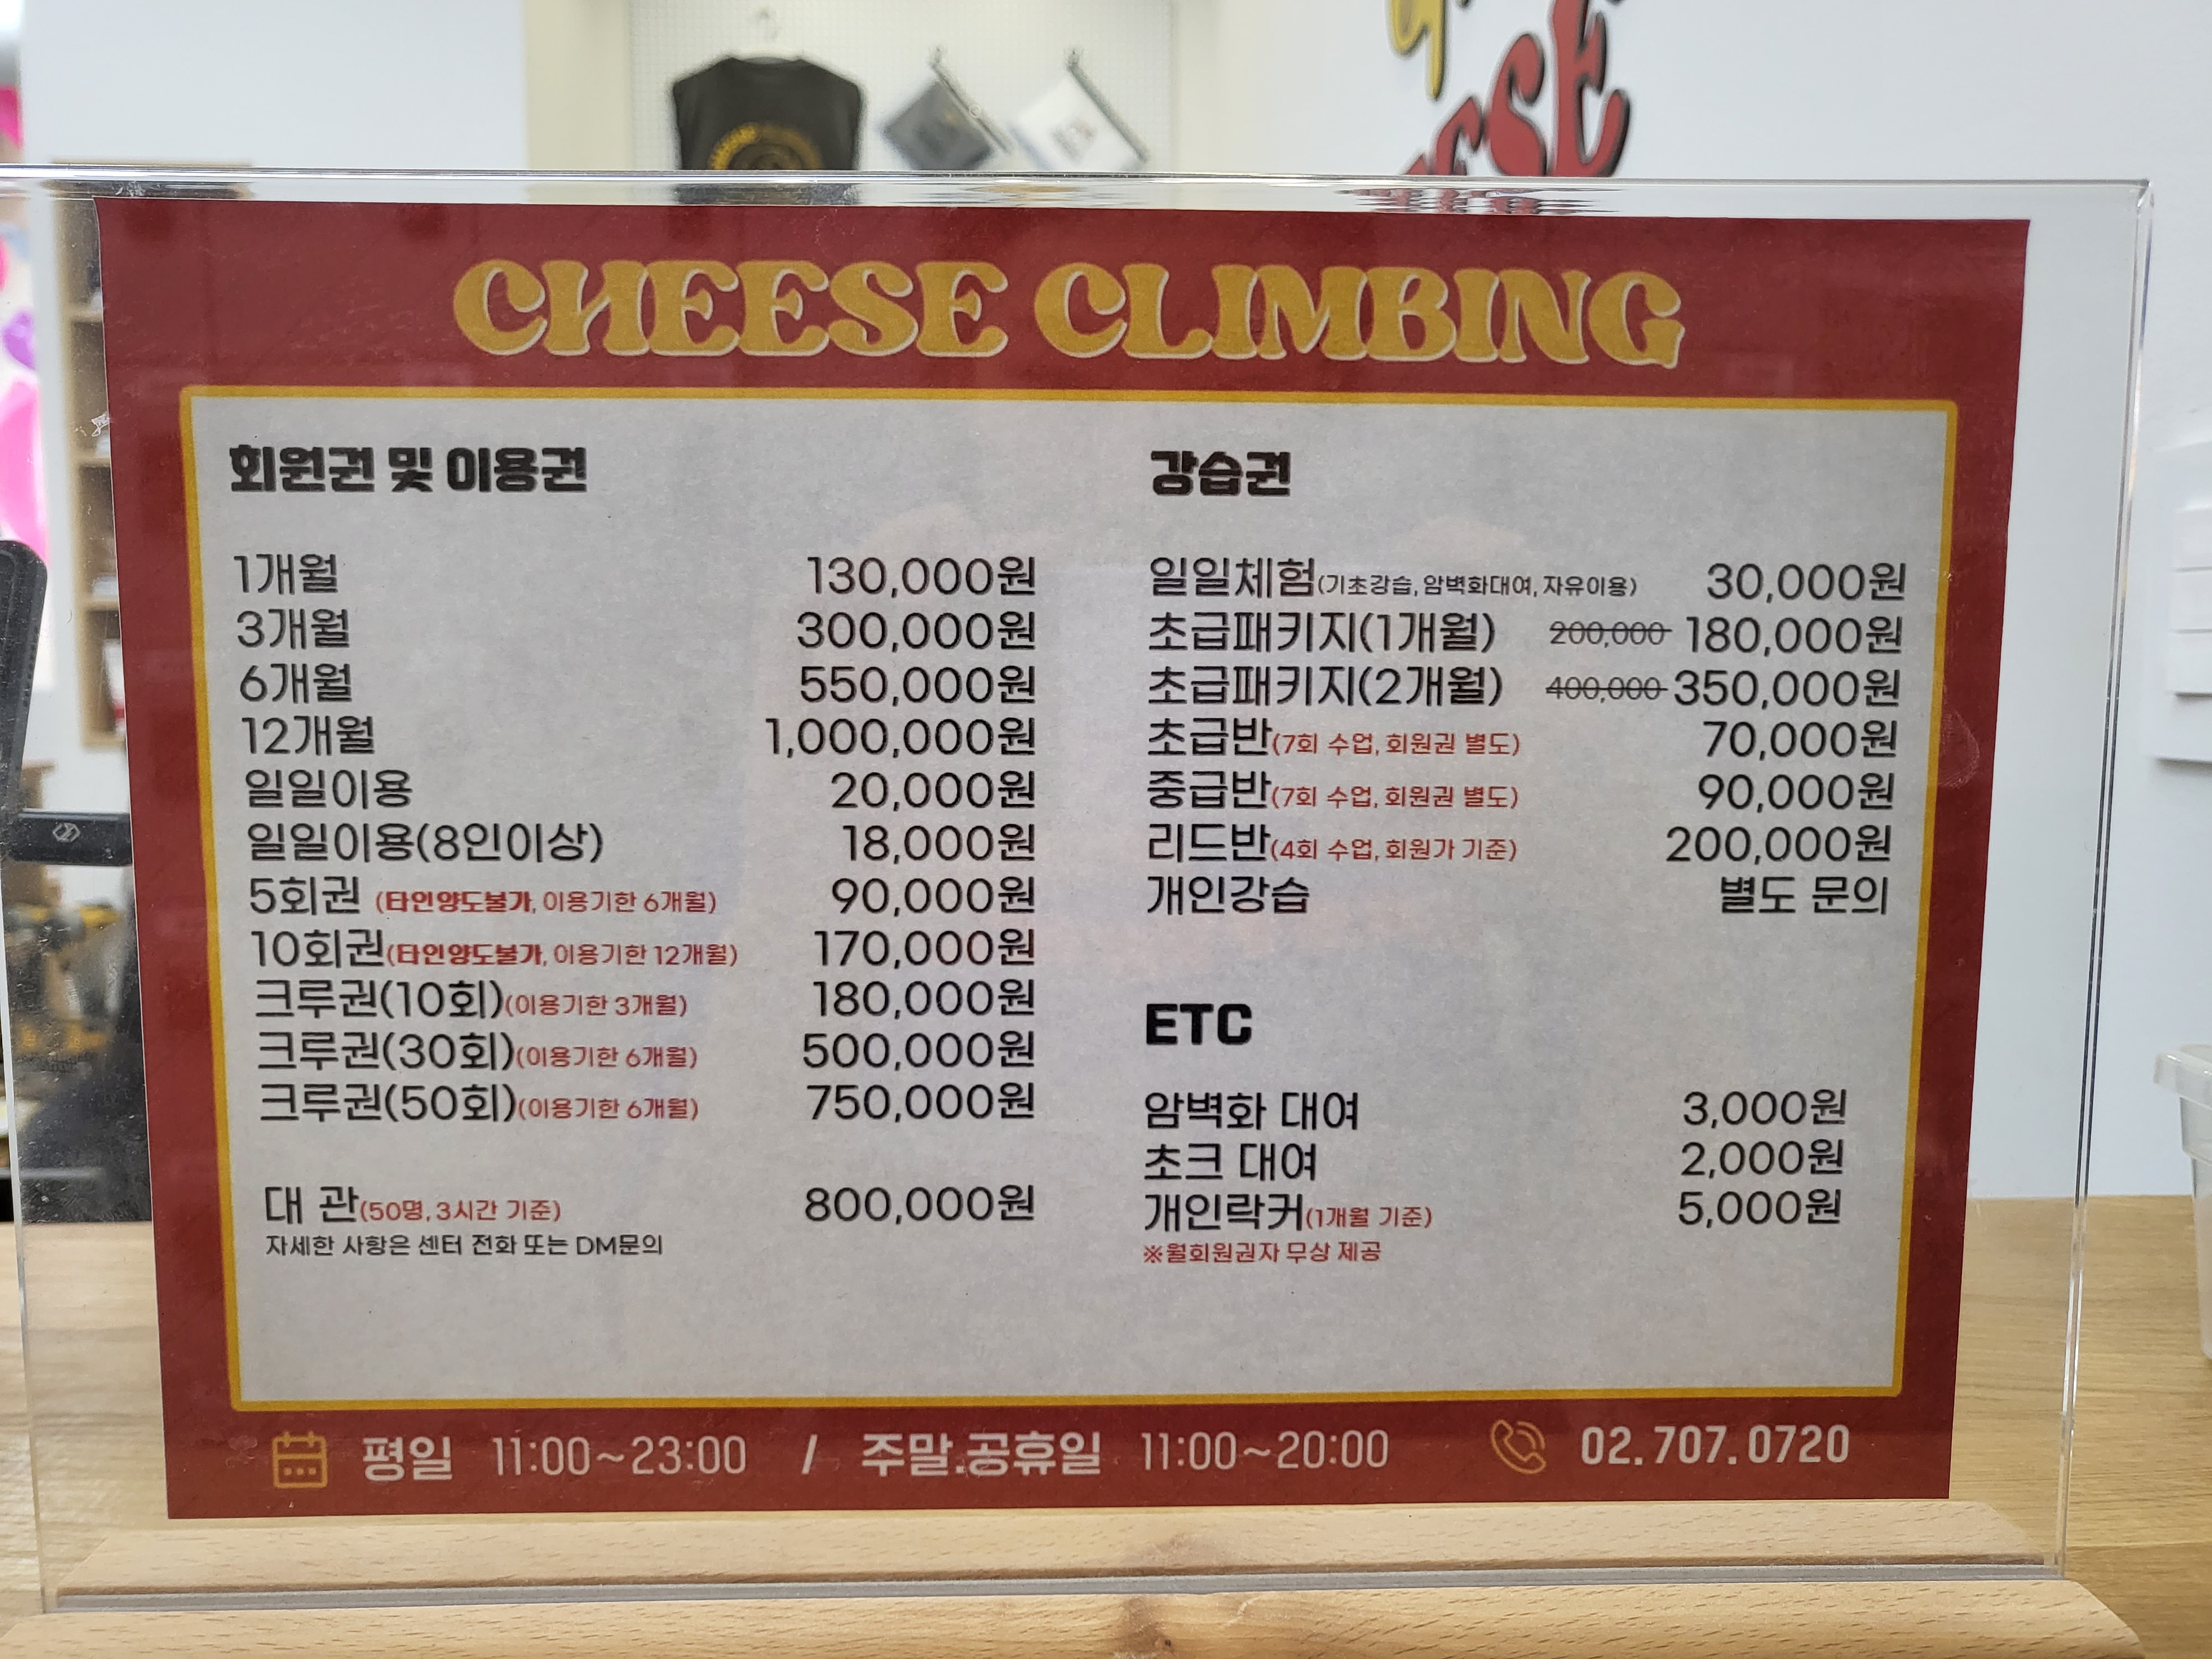 CHEESE CLIMBING
회원권 및 이용권
1개월 130,000원
3개월 300,000원
6개월 550,000원
12개월 1,000,000원
일일이용 20,000원
일일이용(8인이상) 18,000원
5회권 (타인양도불가, 이용기한 6개월) 90,000원
10회권(타인양도불가, 이용기한 12개월) 170,000원
크루권(10회)(이용기한 3개월) 180,000원
크루권(30회)(이용기한 6개월) 500,000원
크루권(50회)(이용기한 6개월) 750,000원
대 관(50명, 3시간 기준) 800,000원
자세한 사항은 센터 전화 또는 DM문의
강습권
일일체험(기초강습, 암벽화대여, 자유이용) 30,000원
초급패키지(1개월) 200,000 180,000원
초급패키지(2개월) 400,000 350,000원
초급반(7회 수업, 회원권 별도) 70,000원
중급반(7회 수업, 회원권 별도) 90,000원
리드반(4회 수업, 회원가 기준) 200,000원
개인강습 별도 문의
ETC
암벽화 대여 3,000원
초크 대여 2,000원
개인락커(1개월 기준) 5,000원
※월회원권자 무상 제공
평일 11:00~23:00 / 주말.공휴일 11:00~20:00 02.707.0720